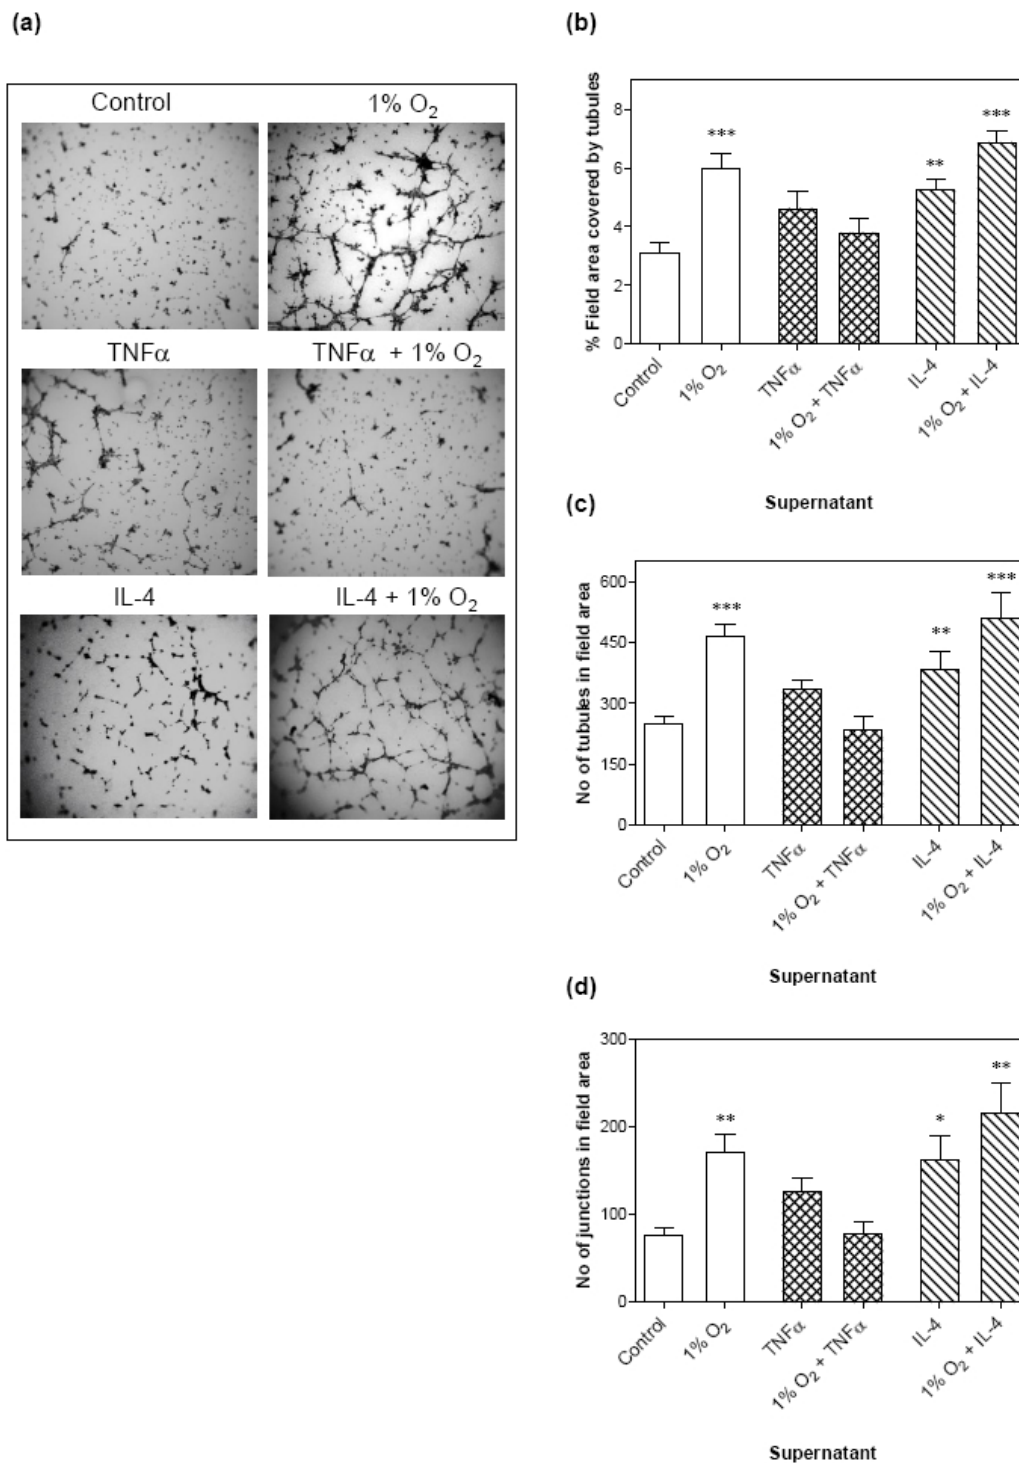 (a)
Control
1% O₂
TNFα
TNFα + 1% O₂
IL-4
IL-4 + 1% O₂
(b)
% Field area covered by tubules
8
6
4
2
0
***
**
***
Control
1% O₂
TNFα
1% O₂ + TNFα
IL-4
1% O₂ + IL-4
Supernatant
(c)
No of tubules in field area
600
450
300
150
0
***
**
***
Control
1% O₂
TNFα
1% O₂ + TNFα
IL-4
1% O₂ + IL-4
Supernatant
(d)
No of junctions in field area
300
200
100
0
**
*
**
Control
1% O₂
TNFα
1% O₂ + TNFα
IL-4
1% O₂ + IL-4
Supernatant